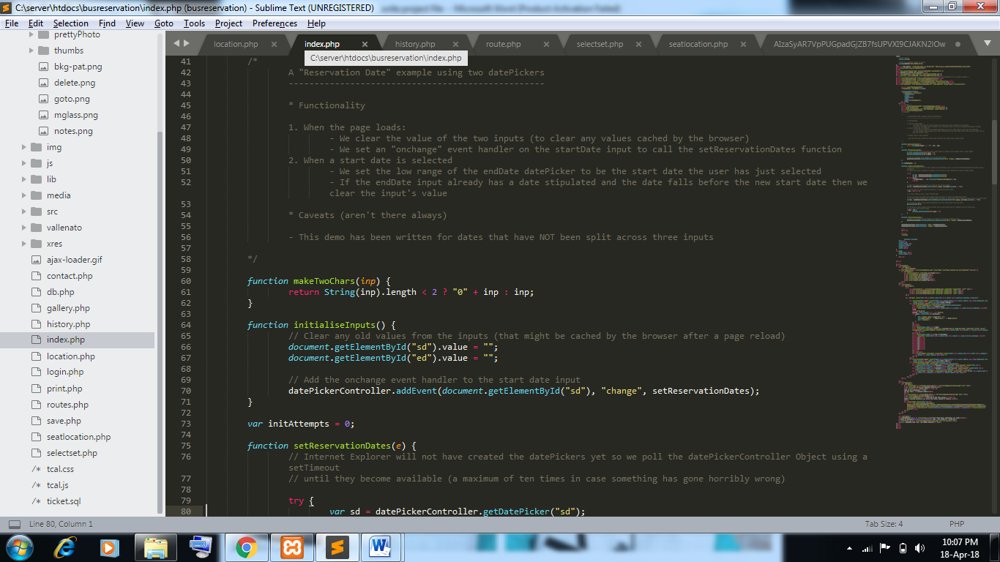 C:\server\htdocs\busreservation\index.php (busreservation) - Sublime Text (UNREGISTERED)
File Edit Selection Find View Goto Tools Project Preferences Help
prettyPhoto
thumbs
bkg-pat.png
delete.png
goto.png
mglass.png
notes.png
img
js
lib
media
src
vallenato
xres
ajax-loader.gif
contact.php
db.php
gallery.php
history.php
index.php
location.php
login.php
print.php
routes.php
save.php
seatlocation.php
selectset.php
/* tcal.css
/* tcal.js
/* ticket.sql
location.php × index.php × history.php × route.php × selectset.php × seatlocation.php ×
C:\server\htdocs\busreservation\index.php
41 /*
42 A "Reservation Date" example using two datePickers
43 --------------------------------------------------
44
45 * Functionality
46
47 1. When the page loads:
48 - We clear the value of the two inputs (to clear any values cached by the browser)
49 - We set an "onchange" event handler on the startDate input to call the setReservationDates function
50 2. When a start date is selected
51 - We set the low range of the endDate datePicker to be the start date the user has just selected
52 - If the endDate input already has a date stipulated and the date falls before the new start date then we
clear the input's value
53
54 * Caveats (aren't there always)
55
56 - This demo has been written for dates that have NOT been split across three inputs
57
58 */
59
60 function makeTwoChars(inp) {
61 return String(inp).length < 2 ? "0" + inp : inp;
62 }
63
64 function initialiseInputs() {
65 // Clear any old values from the inputs (that might be cached by the browser after a page reload)
66 document.getElementById("sd").value = "";
67 document.getElementById("ed").value = "";
68
69 // Add the onchange event handler to the start date input
70 datePickerController.addEvent(document.getElementById("sd"), "change", setReservationDates);
71 }
72
73 var initAttempts = 0;
74
75 function setReservationDates(e) {
76 // Internet Explorer will not have created the datePickers yet so we poll the datePickerController Object using a
setTimeout
77 // until they become available (a maximum of ten times in case something has gone horribly wrong)
78
79 try {
80 var sd = datePickerController.getDatePicker("sd");
Line 80, Column 1
Tab Size: 4
PHP
10:07 PM
18-Apr-18